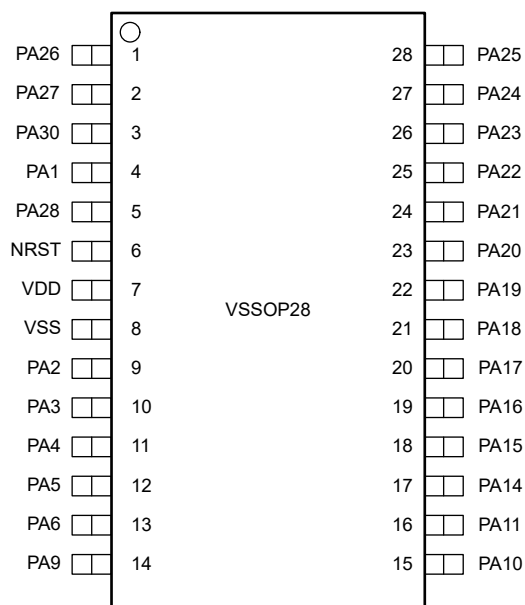 PA26 1 28 PA25
PA27 2 27 PA24
PA30 3 26 PA23
PA1 4 25 PA22
PA28 5 24 PA21
NRST 6 23 PA20
VDD 7 22 PA19
VSSOP28
VSS 8 21 PA18
PA2 9 20 PA17
PA3 10 19 PA16
PA4 11 18 PA15
PA5 12 17 PA14
PA6 13 16 PA11
PA9 14 15 PA10